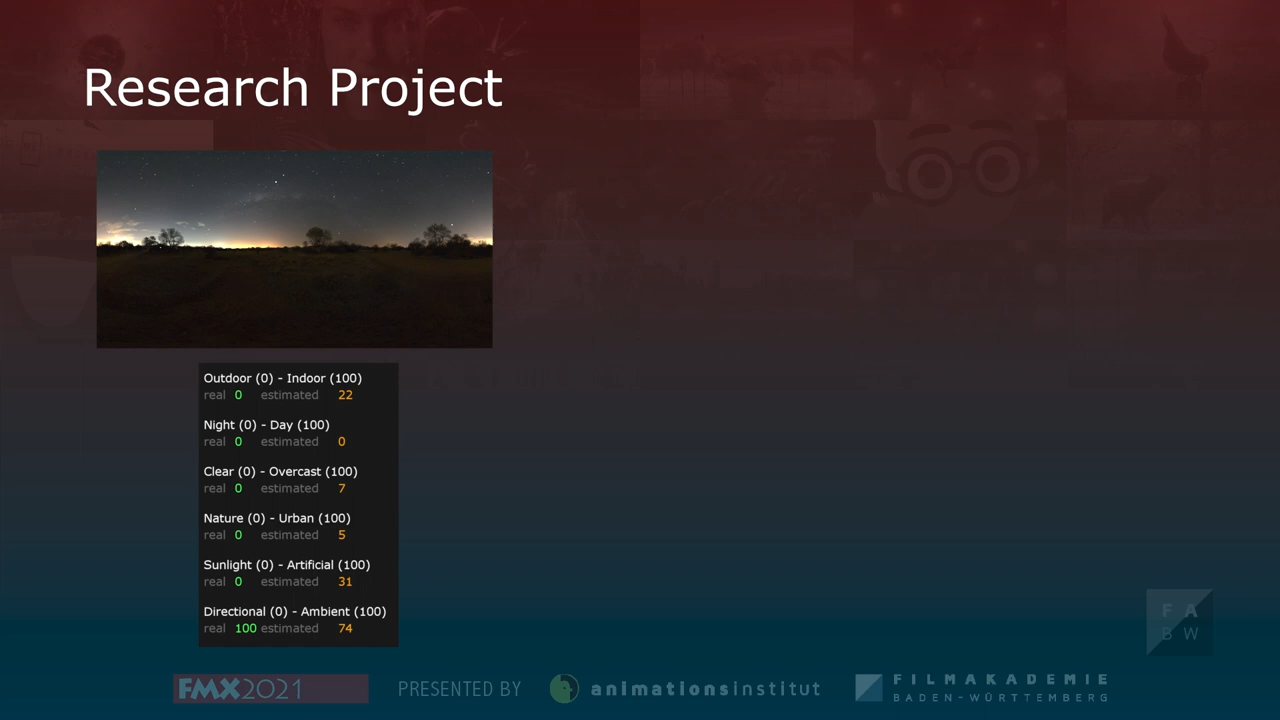 Research Project
Outdoor (0) - Indoor (100)
real 0 estimated 22
Night (0) - Day (100)
real 0 estimated 0
Clear (0) - Overcast (100)
real 0 estimated 7
Nature (0) - Urban (100)
real 0 estimated 5
Sunlight (0) - Artificial (100)
real 0 estimated 31
Directional (0) - Ambient (100)
real 100 estimated 74
F A
B W
FMX2021 PRESENTED BY animationsinstitut FILMAKADEMIE
BADEN-WÜRTTEMBERG